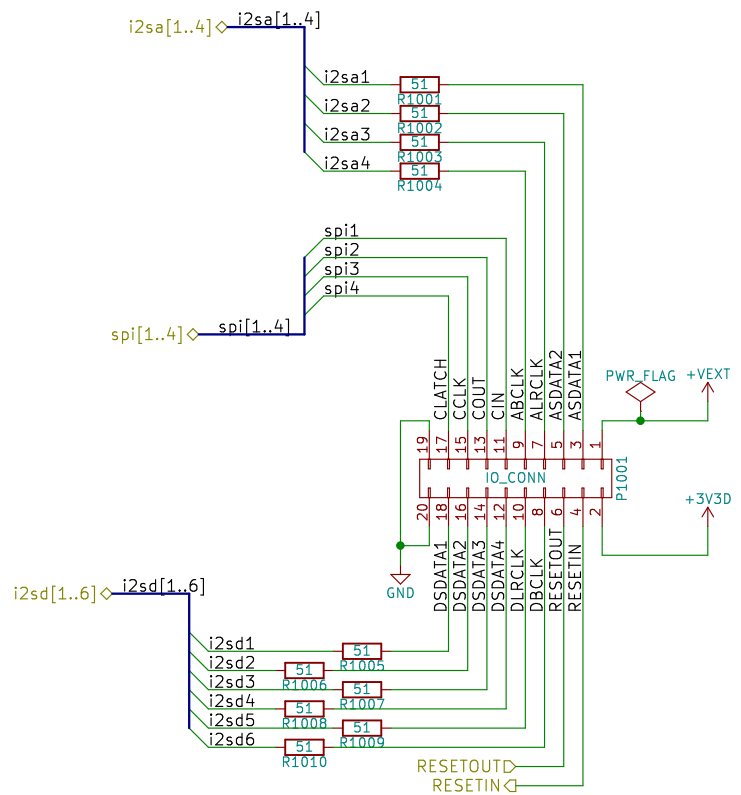 i2sa[1..4]
i2sa[1..4]
i2sa1
51
R1001
i2sa2
51
R1002
i2sa3
51
R1003
i2sa4
51
R1004
spi1
spi2
spi3
spi4
spi[1..4]
spi[1..4]
CLATCH
CCLK
COUT
CIN
ABCLK
ALRCLK
ASDATA2
ASDATA1
PWR_FLAG
+VEXT
19
17
15
13
11
9
7
5
3
1
IO_CONN
P1001
+3V3D
20
18
16
14
12
10
8
6
4
2
DSDATA1
DSDATA2
DSDATA3
DSDATA4
DLRCLK
DBCLK
RESETOUT
RESETIN
GND
i2sd[1..6]
i2sd[1..6]
i2sd1
51
R1005
i2sd2
51
R1006
i2sd3
51
R1007
i2sd4
51
R1008
i2sd5
51
R1009
i2sd6
51
R1010
RESETOUT
RESETIN